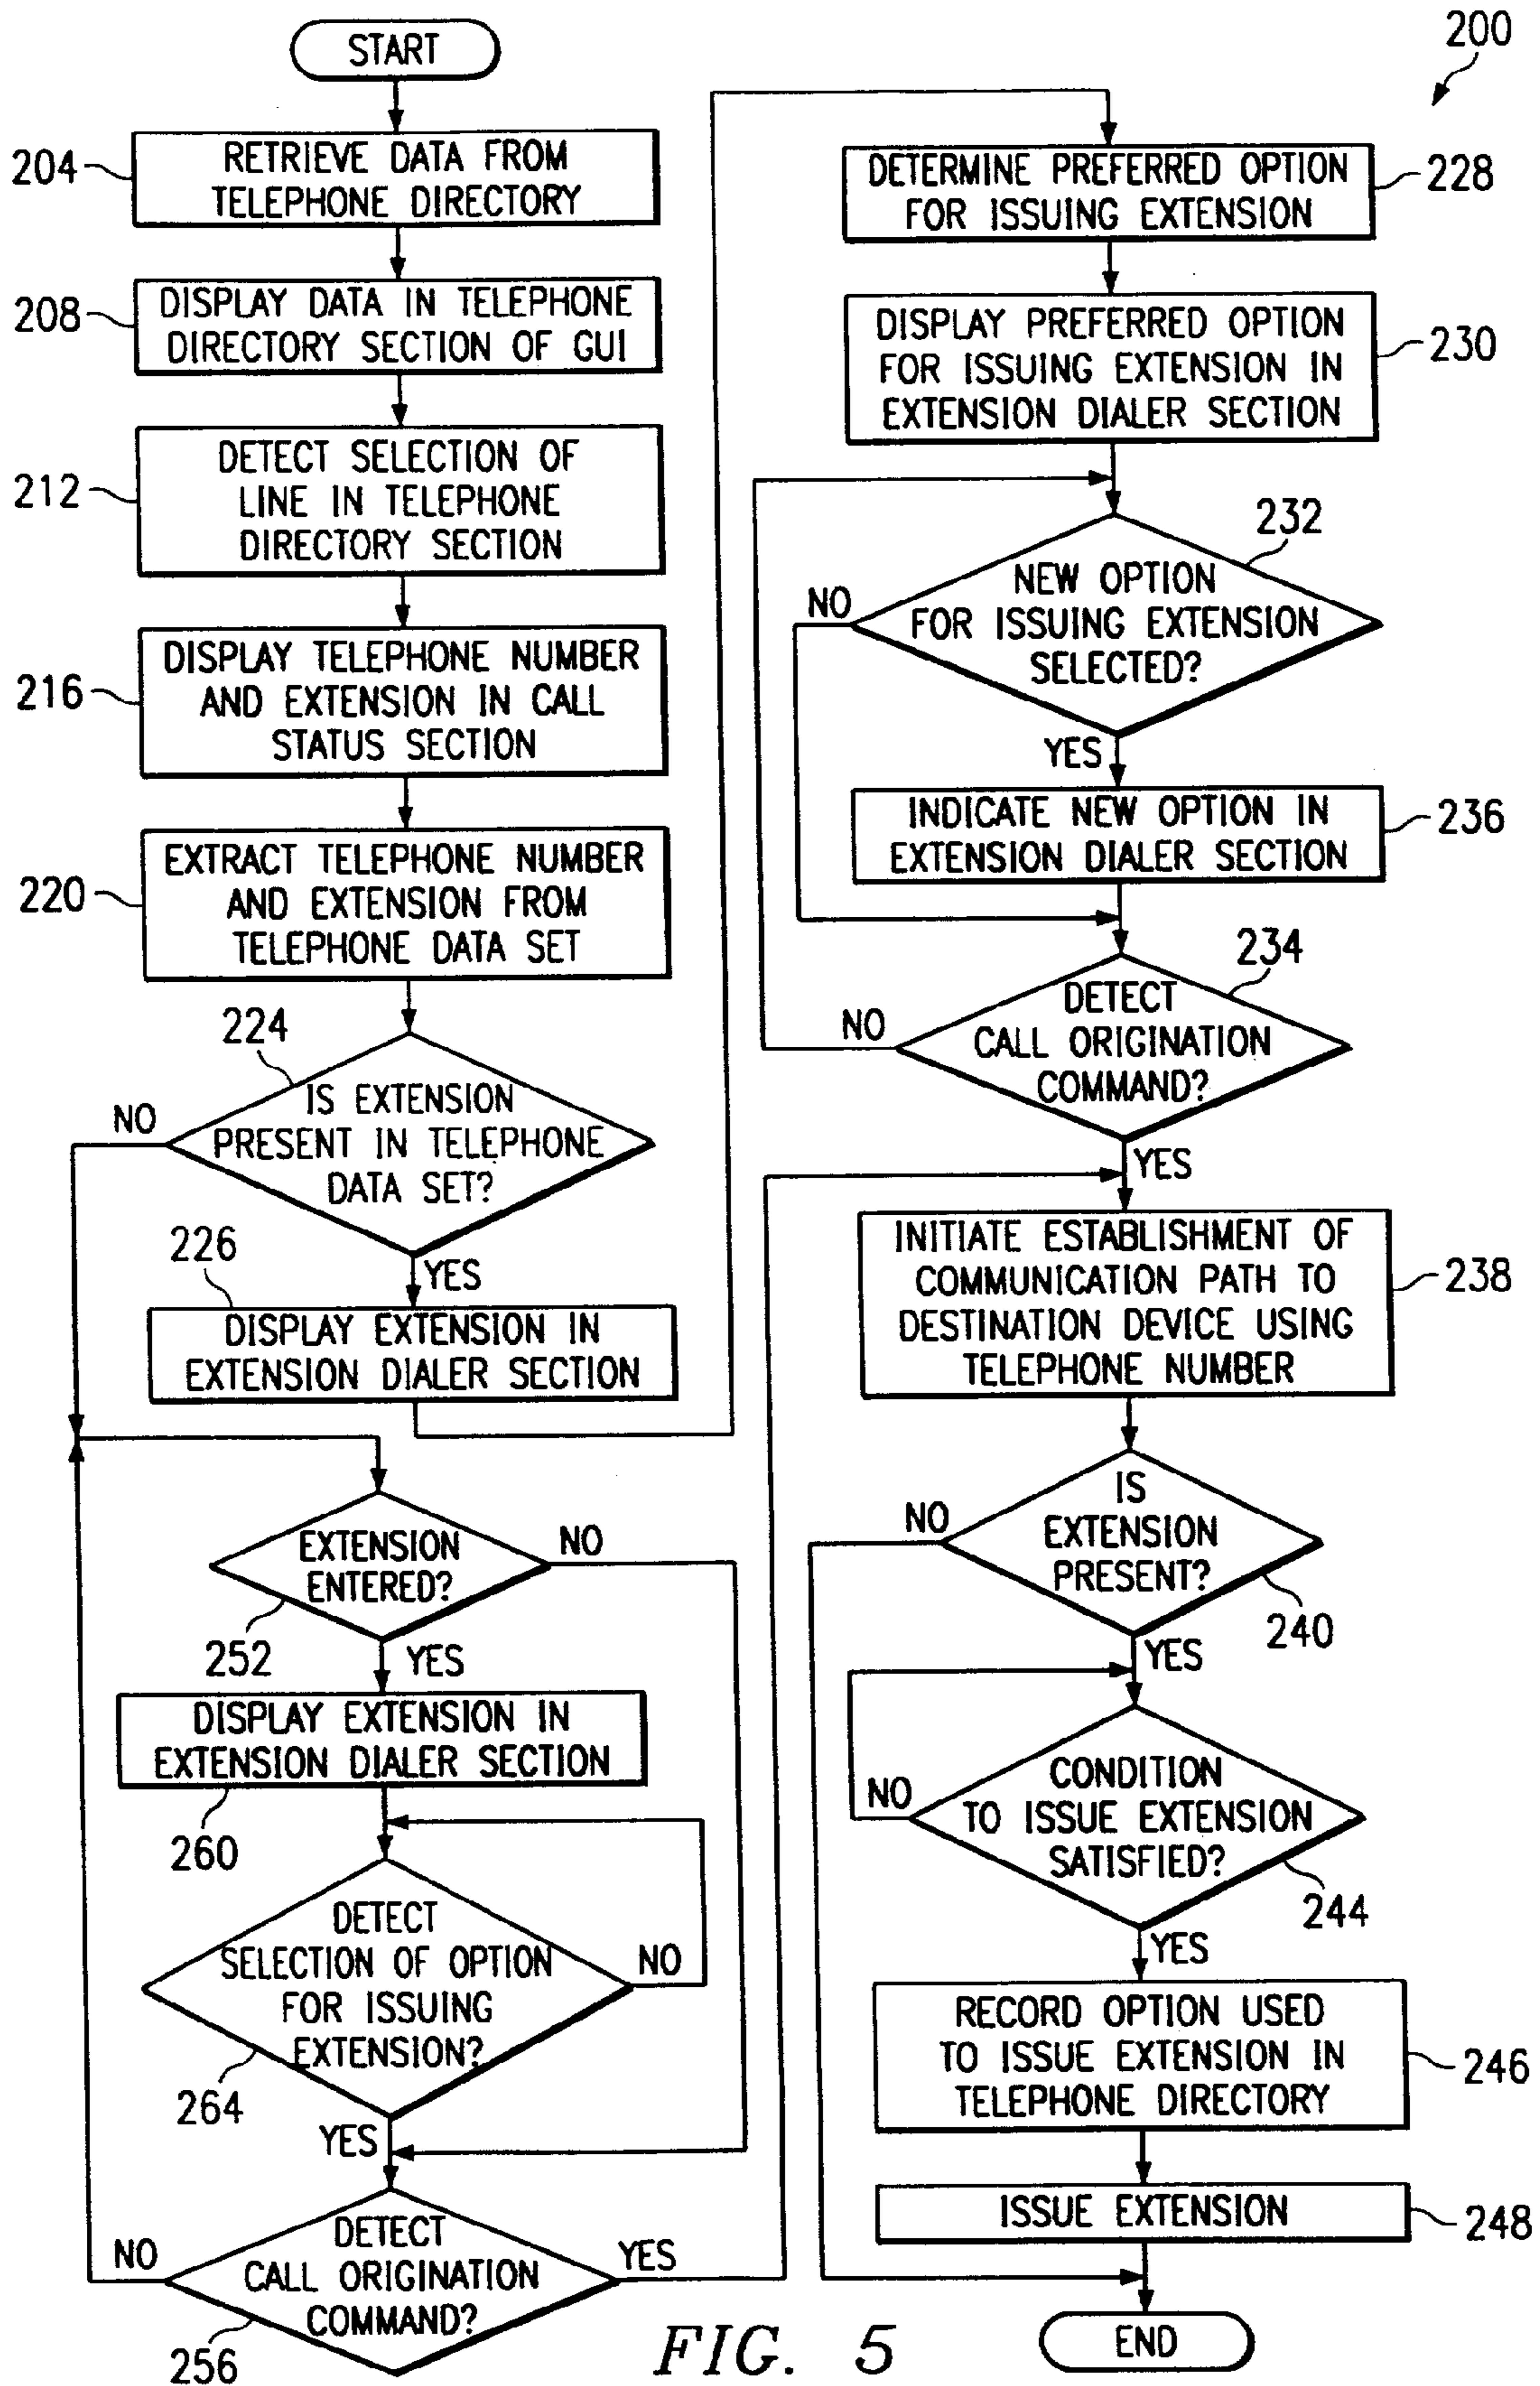 START
204
RETRIEVE DATA FROM
TELEPHONE DIRECTORY
208
DISPLAY DATA IN TELEPHONE
DIRECTORY SECTION OF GUI
212
DETECT SELECTION OF
LINE IN TELEPHONE
DIRECTORY SECTION
216
DISPLAY TELEPHONE NUMBER
AND EXTENSION IN CALL
STATUS SECTION
220
EXTRACT TELEPHONE NUMBER
AND EXTENSION FROM
TELEPHONE DATA SET
224
IS EXTENSION
PRESENT IN TELEPHONE
DATA SET?
NO
YES
226
DISPLAY EXTENSION IN
EXTENSION DIALER SECTION
EXTENSION
ENTERED?
NO
252
YES
DISPLAY EXTENSION IN
EXTENSION DIALER SECTION
260
DETECT
SELECTION OF OPTION
FOR ISSUING
EXTENSION?
NO
264
YES
DETECT
CALL ORIGINATION
COMMAND?
NO
YES
256
200
DETERMINE PREFERRED OPTION
FOR ISSUING EXTENSION
228
DISPLAY PREFERRED OPTION
FOR ISSUING EXTENSION IN
EXTENSION DIALER SECTION
230
232
NEW OPTION
FOR ISSUING EXTENSION
SELECTED?
NO
YES
INDICATE NEW OPTION IN
EXTENSION DIALER SECTION
236
234
DETECT
CALL ORIGINATION
COMMAND?
NO
YES
INITIATE ESTABLISHMENT OF
COMMUNICATION PATH TO
DESTINATION DEVICE USING
TELEPHONE NUMBER
238
IS
EXTENSION
PRESENT?
NO
240
YES
CONDITION
TO ISSUE EXTENSION
SATISFIED?
NO
244
YES
RECORD OPTION USED
TO ISSUE EXTENSION IN
TELEPHONE DIRECTORY
246
ISSUE EXTENSION
248
END
FIG. 5